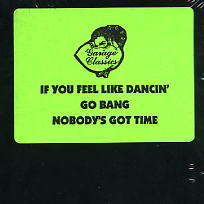 Garage
Classics
IF YOU FEEL LIKE DANCIN'
GO BANG
NOBODY'S GOT TIME